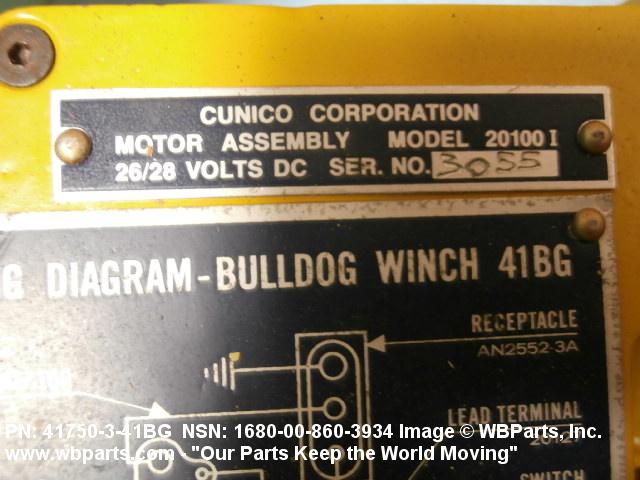 CUNICO CORPORATION
MOTOR ASSEMBLY MODEL 20100 I
26/28 VOLTS DC SER. NO. 3055
G DIAGRAM-BULLDOG WINCH 41BG
RECEPTACLE
AN2552-3A
LEAD TERMINAL
20127
SWITCH
PN: 41750-3-41BG NSN: 1680-00-860-3934 Image © WBParts, Inc.
www.wbparts.com - "Our Parts Keep the World Moving"